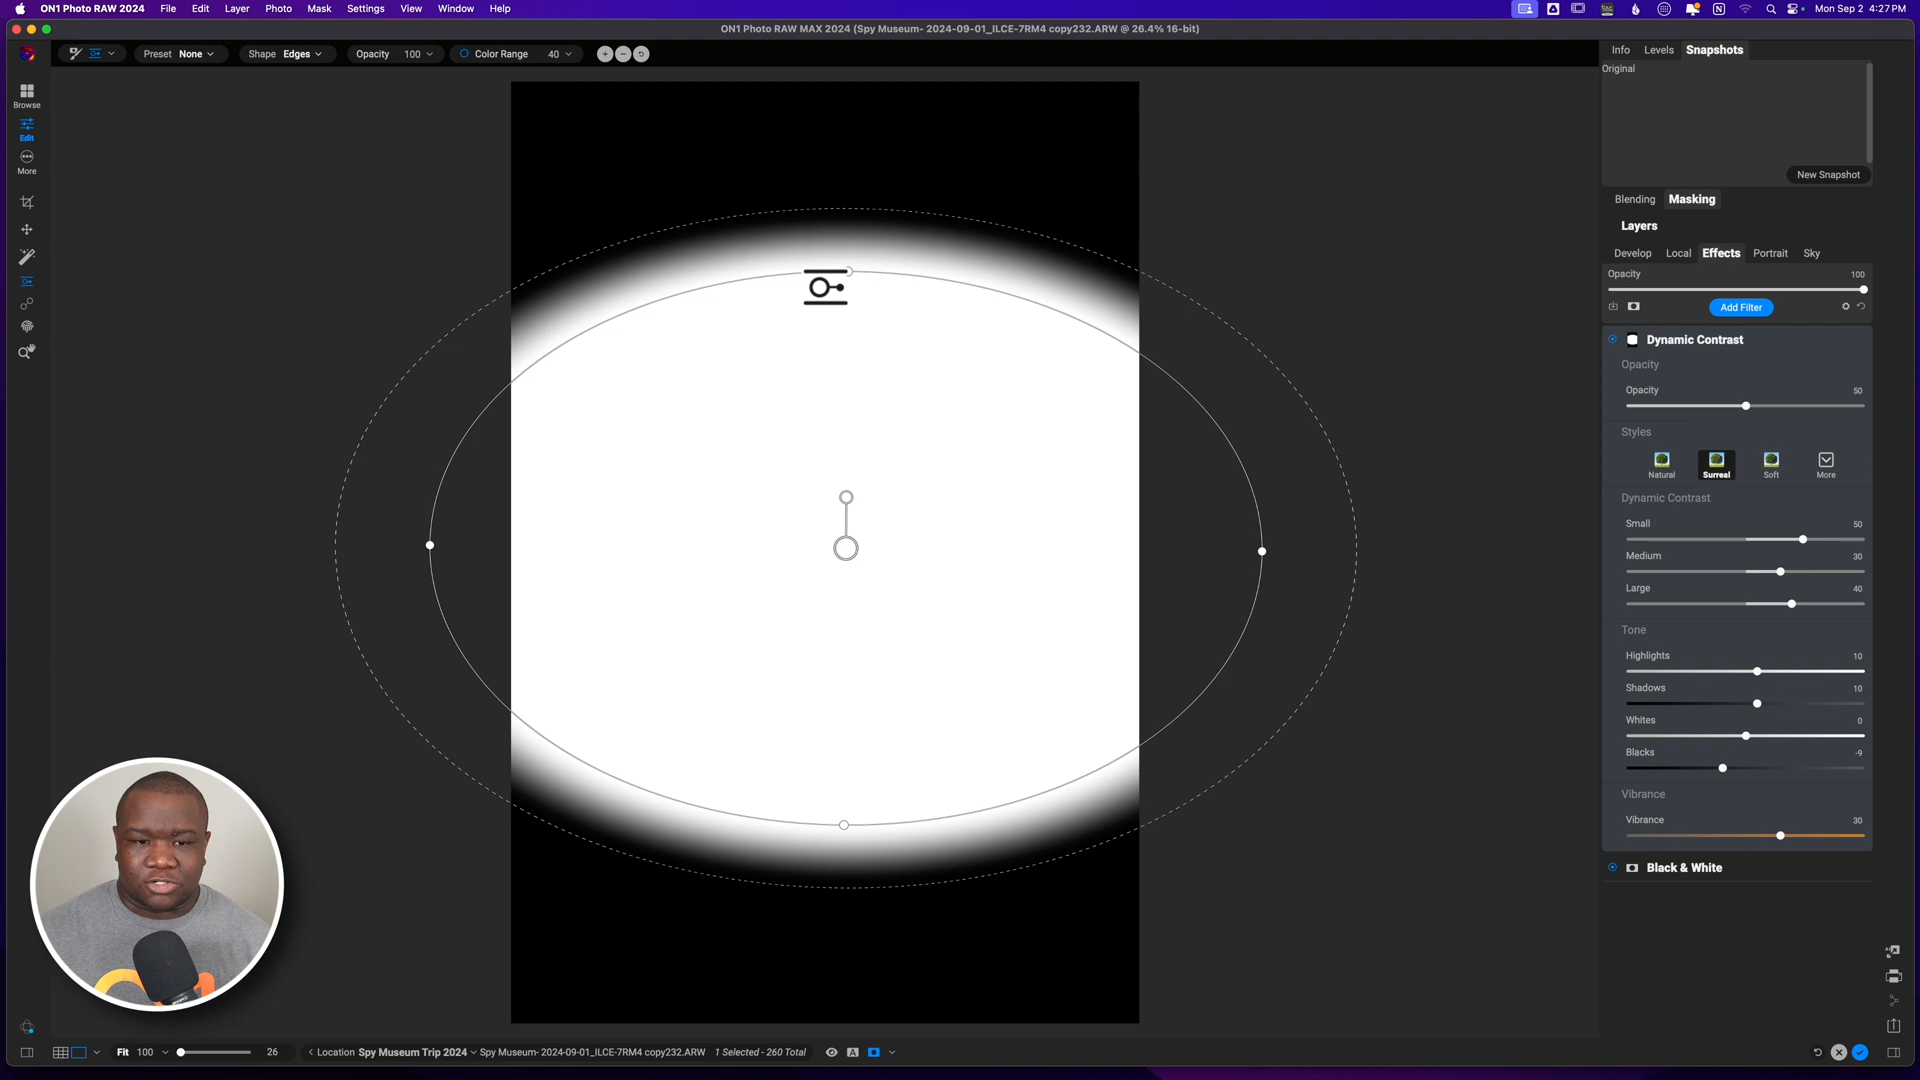 ON1 Photo RAW 2024 File Edit Layer Photo Mask Settings View Window Help
Mon Sep 2 4:27 PM
ON1 Photo RAW MAX 2024 (Spy Museum- 2024-09-01_ILCE-7RM4 copy232.ARW @ 26.4% 16-bit)
Preset None Shape Edges Opacity 100 Color Range 40
Browse
Edit
More
Info Levels Snapshots
Original
New Snapshot
Blending Masking
Layers
Develop Local Effects Portrait Sky
Opacity 100
Add Filter
Dynamic Contrast
Opacity
Opacity 50
Styles
Natural Surreal Soft More
Dynamic Contrast
Small 50
Medium 30
Large 40
Tone
Highlights 10
Shadows 10
Whites 0
Blacks -9
Vibrance
Vibrance 30
Black & White
Fit 100 26 Location Spy Museum Trip 2024 Spy Museum- 2024-09-01_ILCE-7RM4 copy232.ARW 1 Selected - 260 Total A